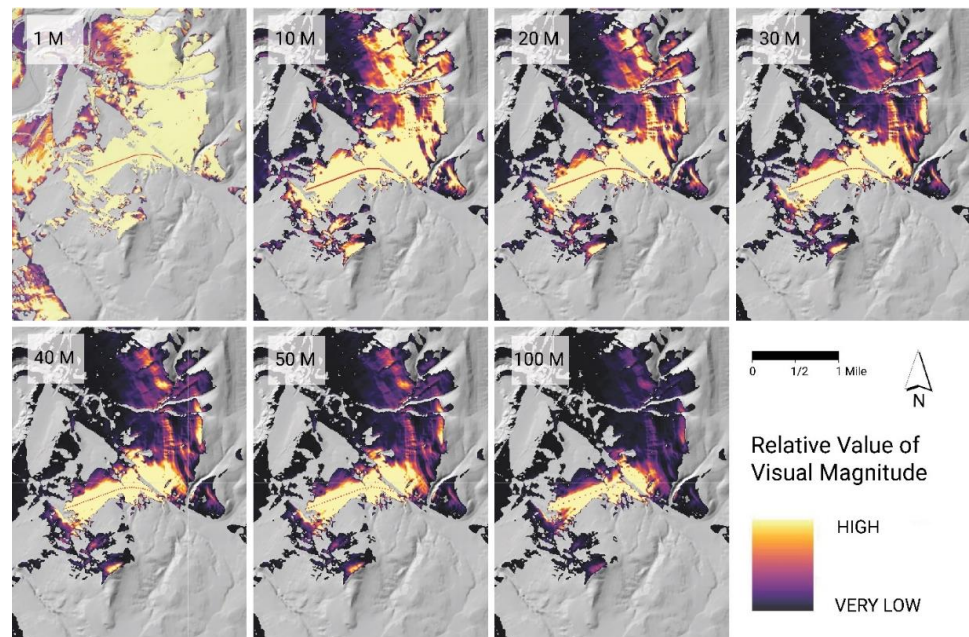 1 M
10 M
20 M
30 M
40 M
50 M
100 M
0 1/2 1 Mile
N
Relative Value of
Visual Magnitude
HIGH
VERY LOW